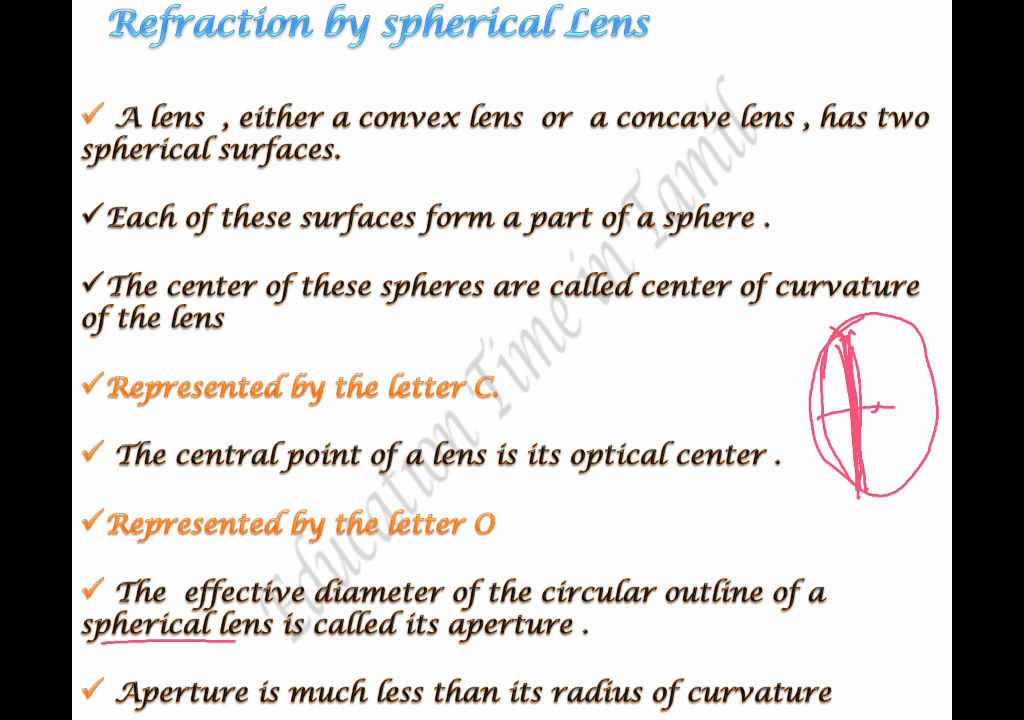 Refraction by spherical Lens
✓ A lens , either a convex lens or a concave lens , has two
spherical surfaces.
✓Each of these surfaces form a part of a sphere .
✓The center of these spheres are called center of curvature
of the lens
✓Represented by the letter C.
✓ The central point of a lens is its optical center .
✓Represented by the letter O
✓ The effective diameter of the circular outline of a
spherical lens is called its aperture .
✓ Aperture is much less than its radius of curvature
Education Time in Tamil